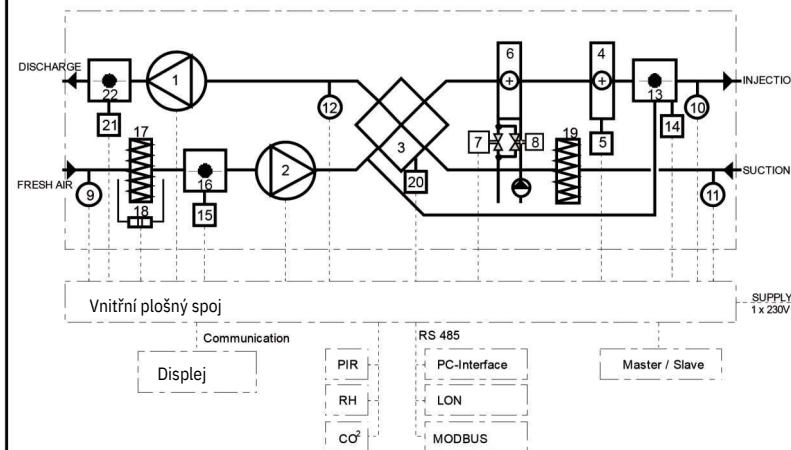 DISCHARGE
22
1
21
17
12
3
6
4
13
INJECTIO
10
7
8
19
5
14
FRESH AIR
9
18
16
15
2
20
SUCTION
11
Vnitřní plošný spoj
SUPPLY
1 x 230V
Communication
RS 485
Displej
PIR
PC-Interface
Master / Slave
RH
LON
CO²
MODBUS